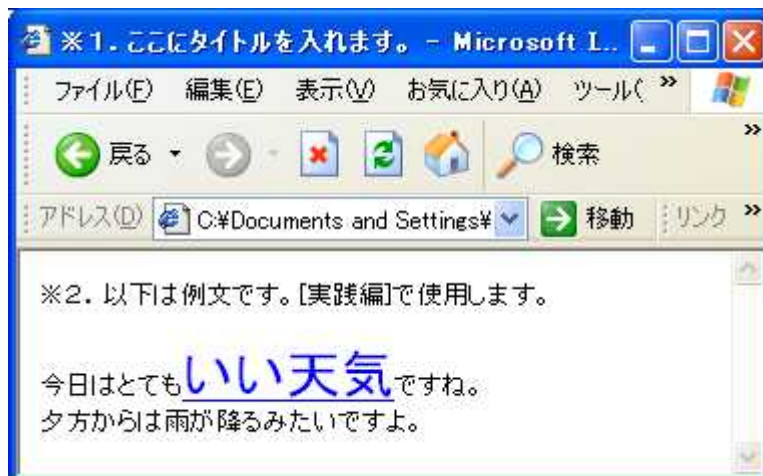 ※1. ここにタイトルを入れます。 - Microsoft I..
ファイル(F) 編集(E) 表示(V) お気に入り(A) ツール( »
戻る 検索 »
アドレス(D) C:¥Documents and Settings¥ 移動 リンク »
※2. 以下は例文です。[実践編]で使用します。
今日はとてもいい天気ですね。
夕方からは雨が降るみたいですよ。